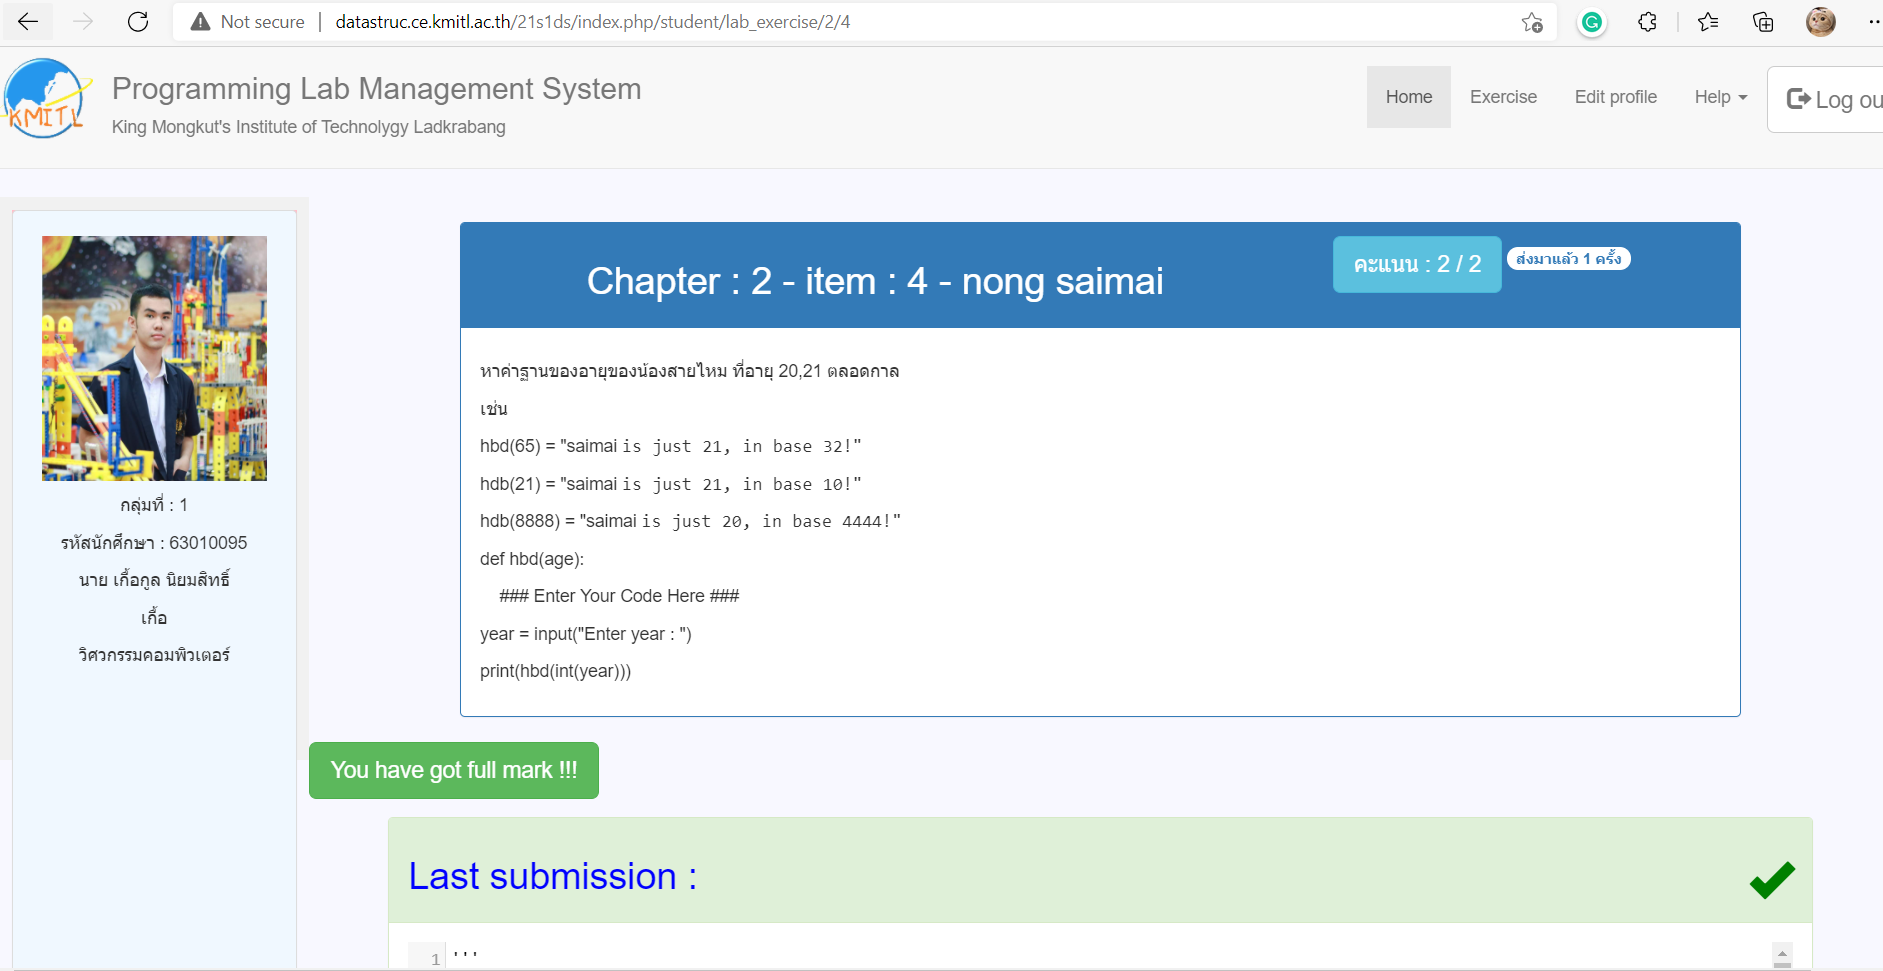 Not secure | datastruc.ce.kmitl.ac.th/21s1ds/index.php/student/lab_exercise/2/4
KMITL
Programming Lab Management System
King Mongkut's Institute of Technolygy Ladkrabang
Home Exercise Edit profile Help Log ou
Chapter : 2 - item : 4 - nong saimai
คะแนน : 2 / 2
ส่งมาแล้ว 1 ครั้ง
หาค่าฐานของอายุของน้องสายไหม ที่อายุ 20,21 ตลอดกาล
เช่น
hbd(65) = "saimai is just 21, in base 32!"
hdb(21) = "saimai is just 21, in base 10!"
hdb(8888) = "saimai is just 20, in base 4444!"
def hbd(age):
### Enter Your Code Here ###
year = input("Enter year : ")
print(hbd(int(year)))
กลุ่มที่ : 1
รหัสนักศึกษา : 63010095
นาย เกื้อกูล นิยมสิทธิ์
เกื้อ
วิศวกรรมคอมพิวเตอร์
You have got full mark !!!
Last submission :
1 '''